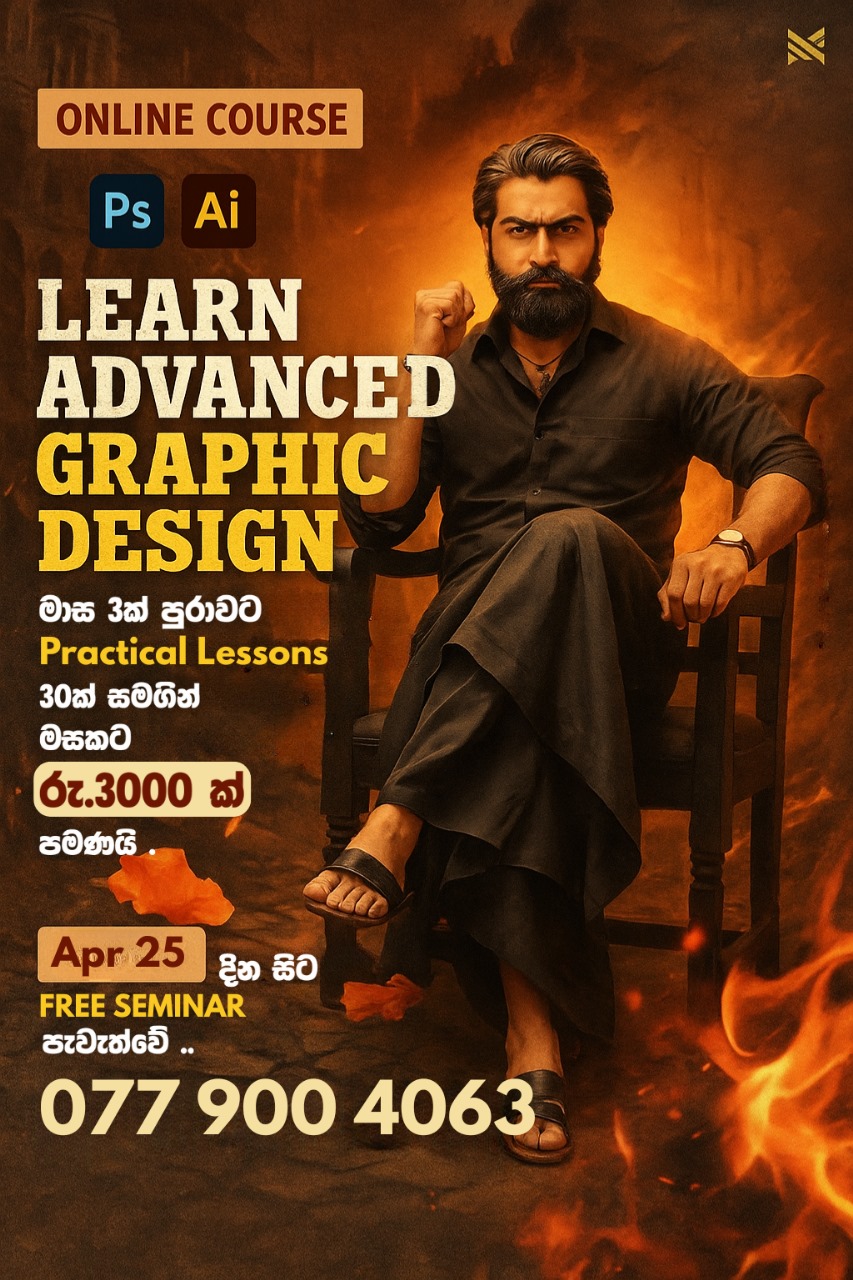 ONLINE COURSE
Ps Ai
LEARN
ADVANCED
GRAPHIC
DESIGN
මාස 3ක් පුරාවට
Practical Lessons
30ක් සමගින්
මසකට
රු.3000 ක්
පමණයි .
Apr 25 දින සිට
FREE SEMINAR
පැවැත්වේ ..
077 900 4063